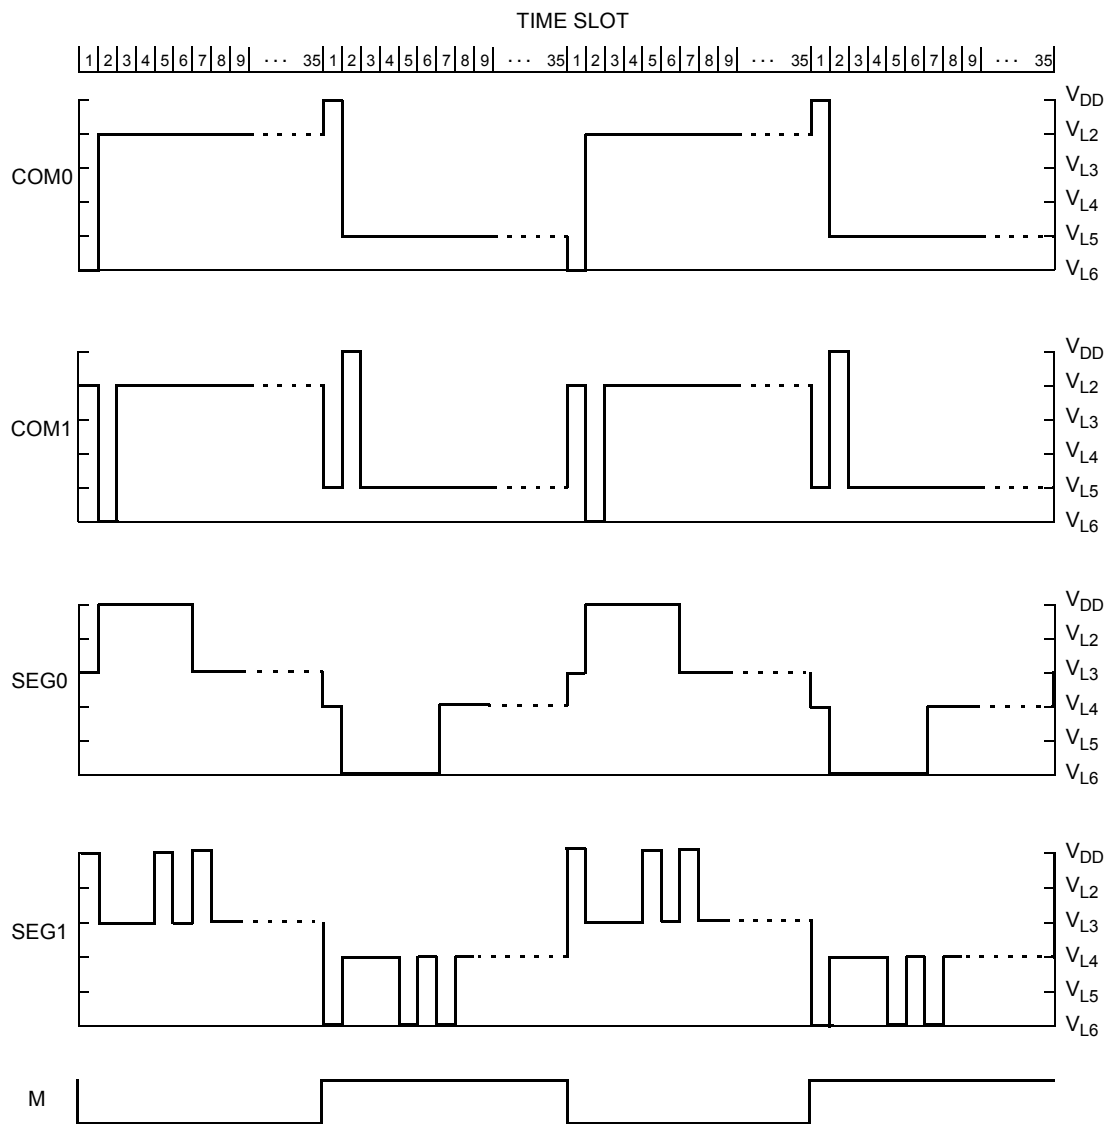 TIME SLOT
1 2 3 4 5 6 7 8 9 ··· 35 1 2 3 4 5 6 7 8 9 ··· 35 1 2 3 4 5 6 7 8 9 ··· 35 1 2 3 4 5 6 7 8 9 ··· 35
COM0
VDD
VL2
VL3
VL4
VL5
VL6
COM1
VDD
VL2
VL3
VL4
VL5
VL6
SEG0
VDD
VL2
VL3
VL4
VL5
VL6
SEG1
VDD
VL2
VL3
VL4
VL5
VL6
M